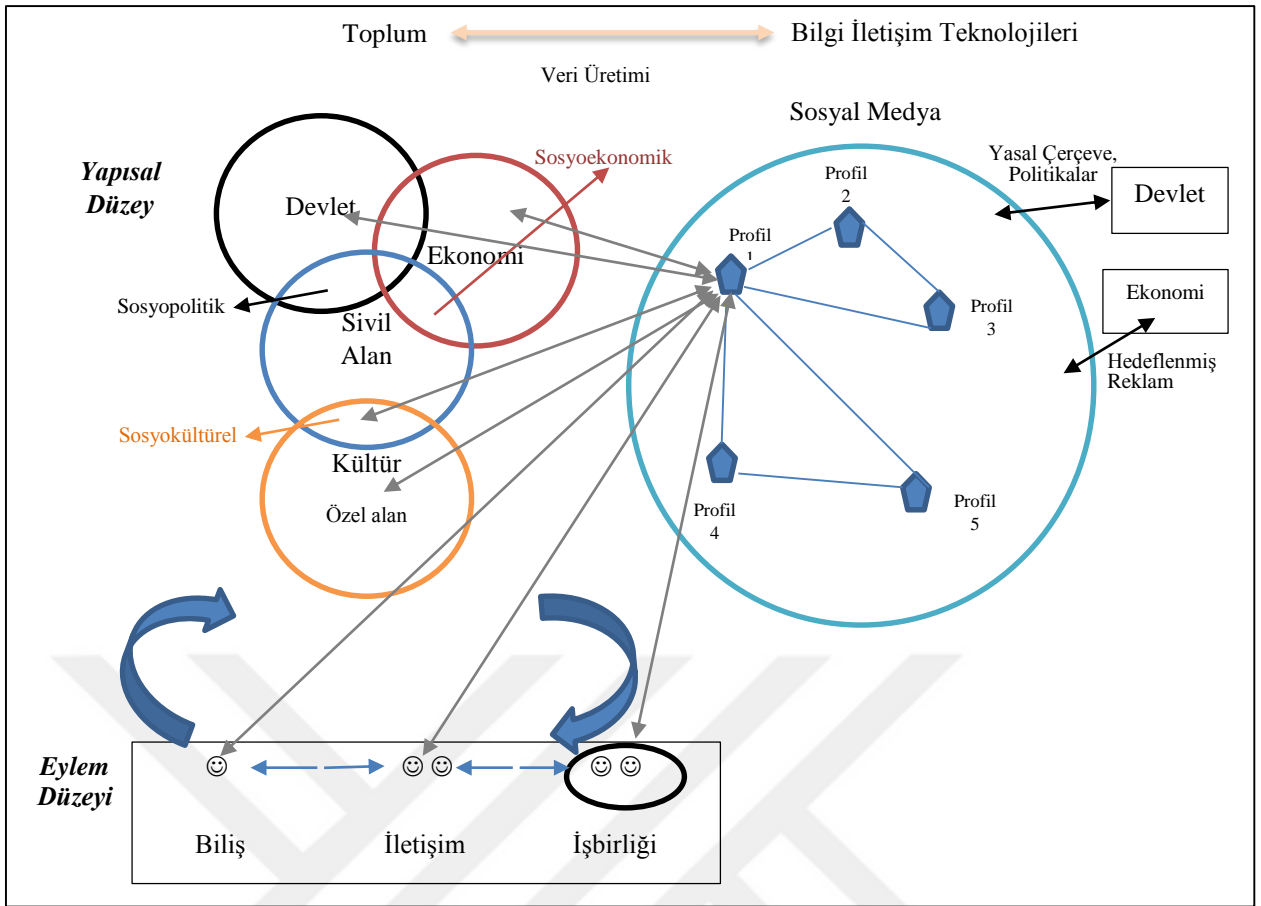 Toplum
Bilgi İletişim Teknolojileri
Veri Üretimi
Sosyal Medya
Yapısal
Düzey
Devlet
Sosyoekonomik
Ekonomi
Sosyopolitik
Sivil
Alan
Sosyokültürel
Kültür
Özel alan
Profil
1
Profil
2
Profil
3
Profil
4
Profil
5
Yasal Çerçeve,
Politikalar
Devlet
Ekonomi
Hedeflenmiş
Reklam
Eylem
Düzeyi
Biliş
İletişim
İşbirliği